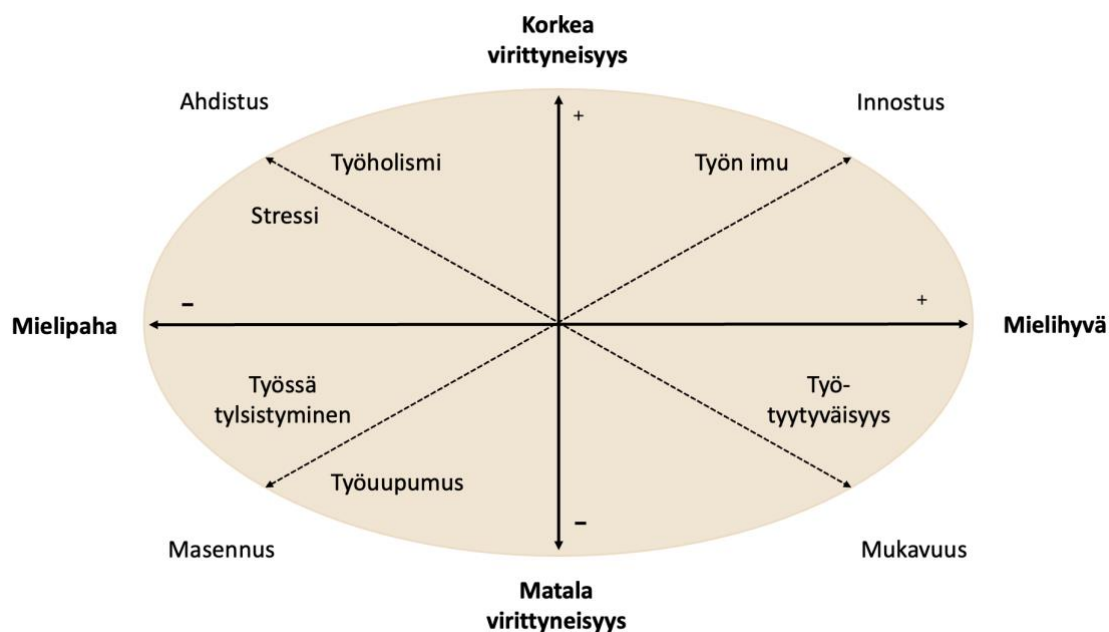 Korkea
virittyneisyys
Ahdistus
Innostus
+
Työholismi
Työn imu
Stressi
–
+
Mielipaha
Mielihyvä
Työssä
tylsistyminen
Työ-
tyytyväisyys
Työuupumus
–
Masennus
Mukavuus
Matala
virittyneisyys